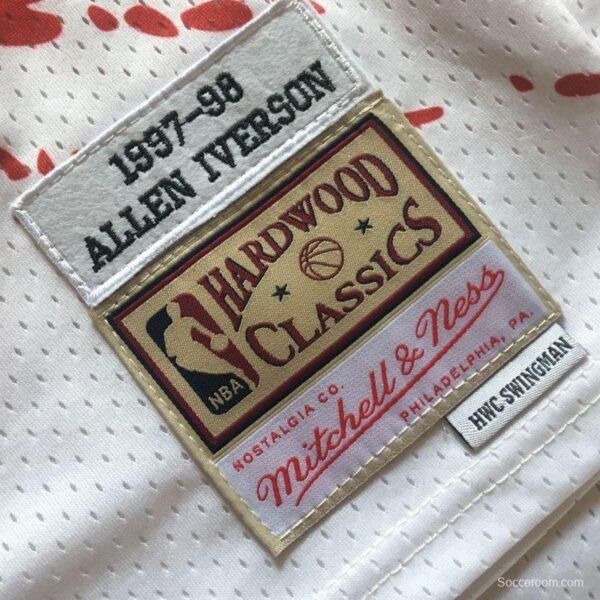 1997-98
ALLEN IVERSON
HARDWOOD
CLASSICS
NBA
NOSTALGIA CO.
Mitchell & Ness
PHILADELPHIA, PA.
HWC-SWINGMAN
Socceroom.com